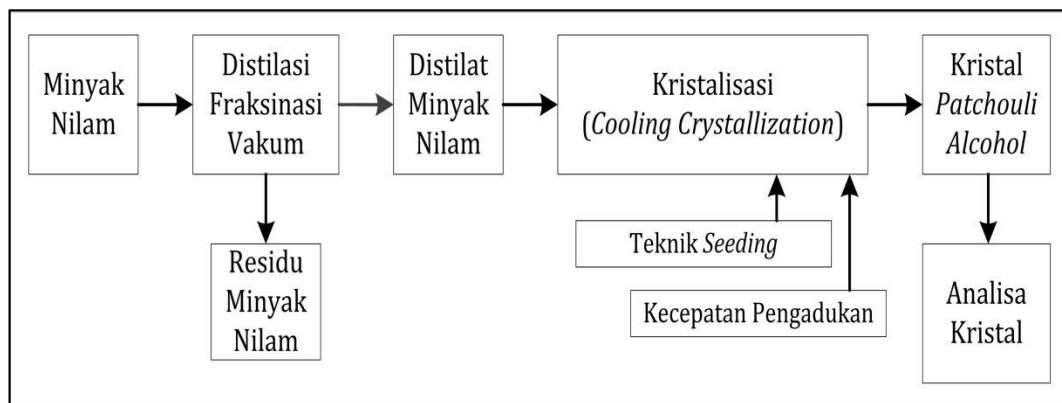 Minyak
Nilam
Distilasi
Fraksinasi
Vakum
Distilat
Minyak
Nilam
Kristalisasi
(Cooling Crystallization)
Kristal
Patchouli
Alcohol
Residu
Minyak
Nilam
Teknik Seeding
Kecepatan Pengadukan
Analisa
Kristal